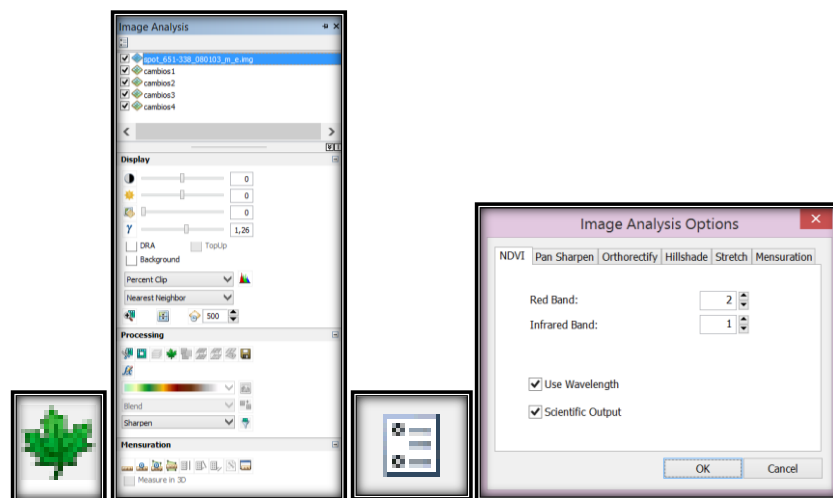 Image Analysis
spot_651-338_080103_m_e.img
cambios1
cambios2
cambios3
cambios4
Display
0
0
0
γ 1,26
DRA TopUp
Background
Percent Clip
Nearest Neighbor
500
Processing
Blend
Sharpen
Mensuration
Measure in 3D
Image Analysis Options
NDVI Pan Sharpen Orthorectify Hillshade Stretch Mensuration
Red Band: 2
Infrared Band: 1
Use Wavelength
Scientific Output
OK Cancel